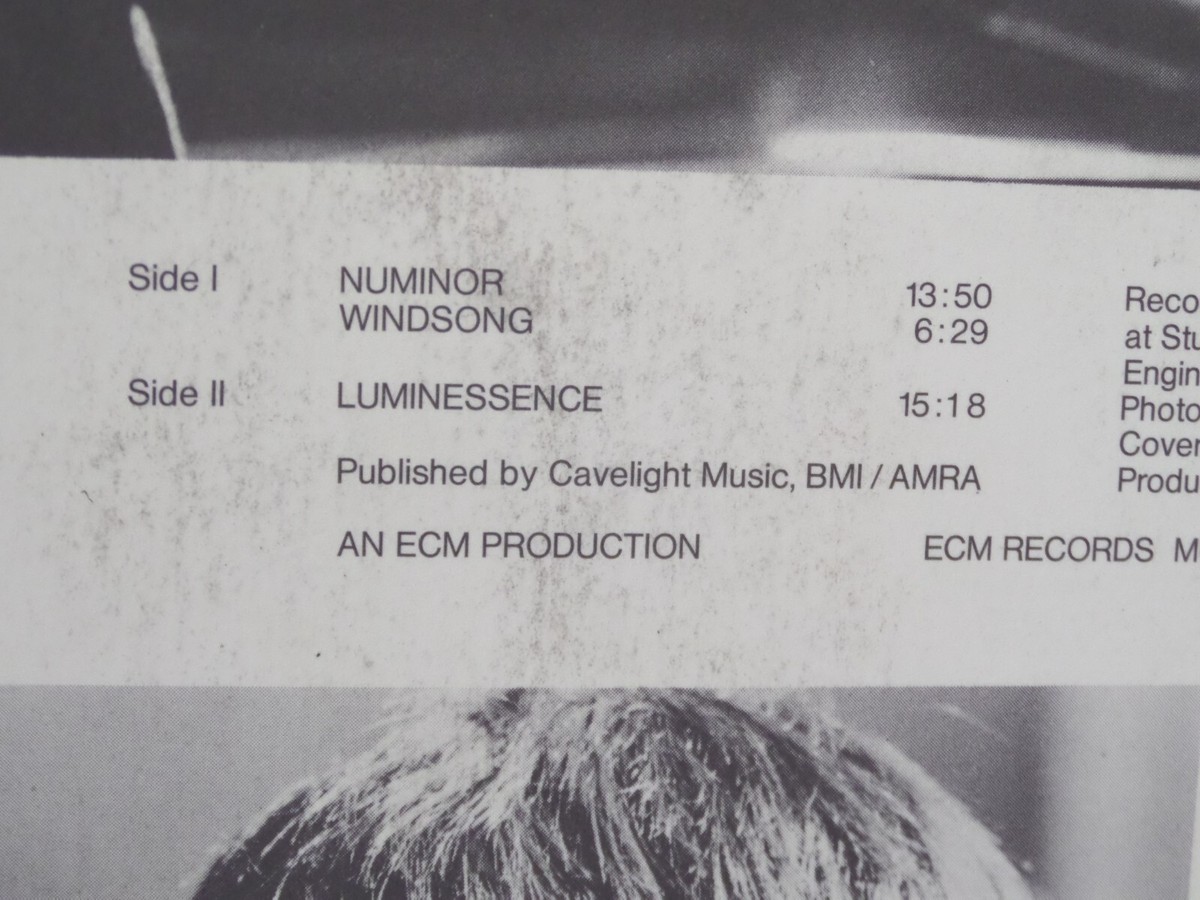 Side I NUMINOR 13:50
WINDSONG 6:29
Side II LUMINESSENCE 15:18
Published by Cavelight Music, BMI / AMRA
AN ECM PRODUCTION ECM RECORDS M
Reco
at Stu
Engin
Photo
Cover
Produ